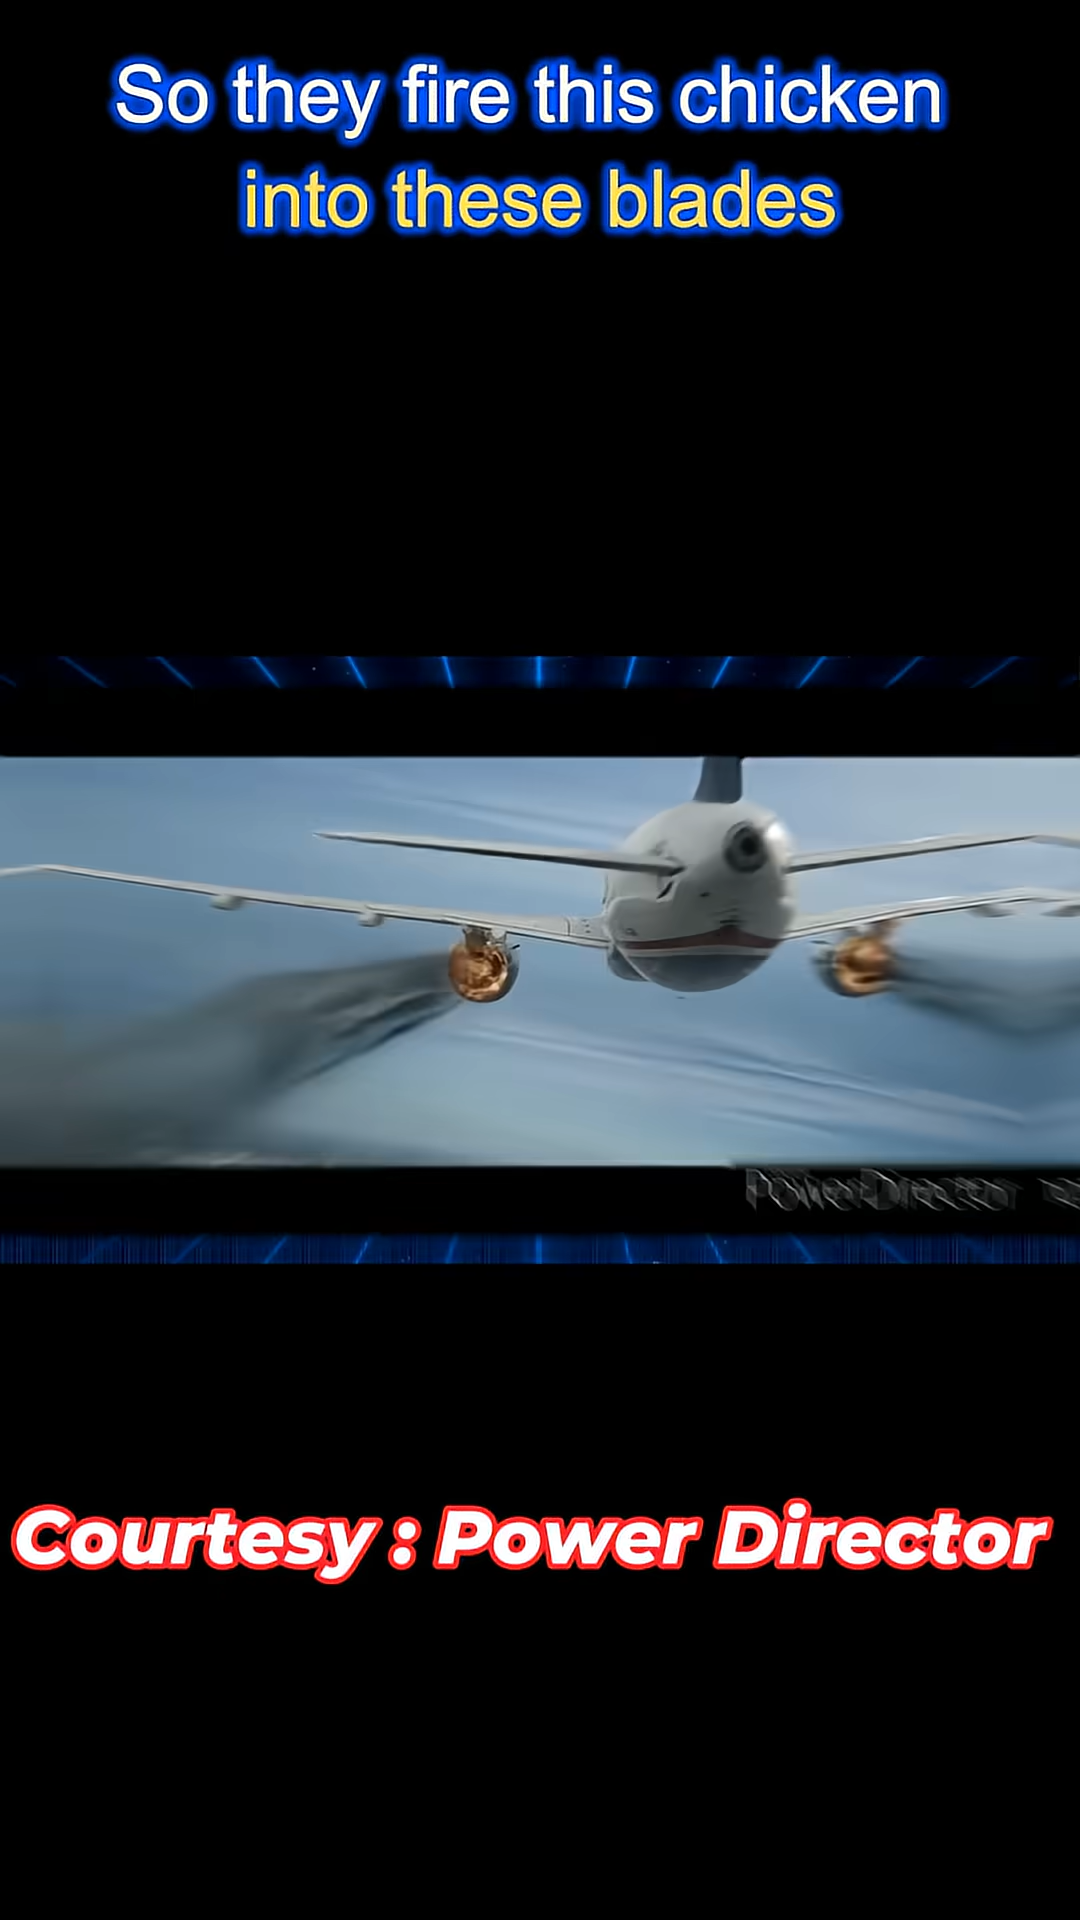 So they fire this chicken
into these blades
PowerDirector
Courtesy : Power Director